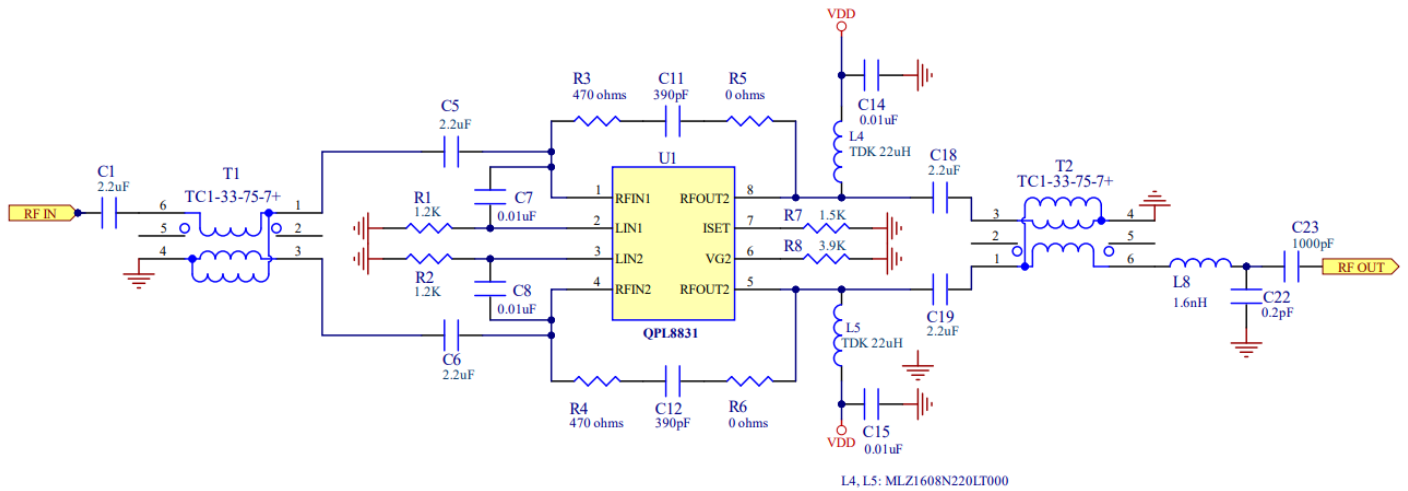 VDD
R3
470 ohms
C11
390pF
R5
0 ohms
C14
0.01uF
C5
2.2uF
L4
TDK 22uH
C1
2.2uF
T1
TC1-33-75-7+
U1
C18
2.2uF
T2
TC1-33-75-7+
RF IN
6
5
4
1
2
3
R1
1.2K
C7
0.01uF
1
2
3
4
RFIN1
LIN1
LIN2
RFIN2
RFOUT2
ISET
VG2
RFOUT2
8
7
6
5
R7
1.5K
R8
3.9K
3
2
1
4
5
6
C23
1000pF
RF OUT
R2
1.2K
C8
0.01uF
QPL8831
L8
1.6nH
C22
0.2pF
C19
2.2uF
L5
TDK 22uH
C6
2.2uF
R4
470 ohms
C12
390pF
R6
0 ohms
C15
0.01uF
VDD
L4, L5: MLZ1608N220LT000